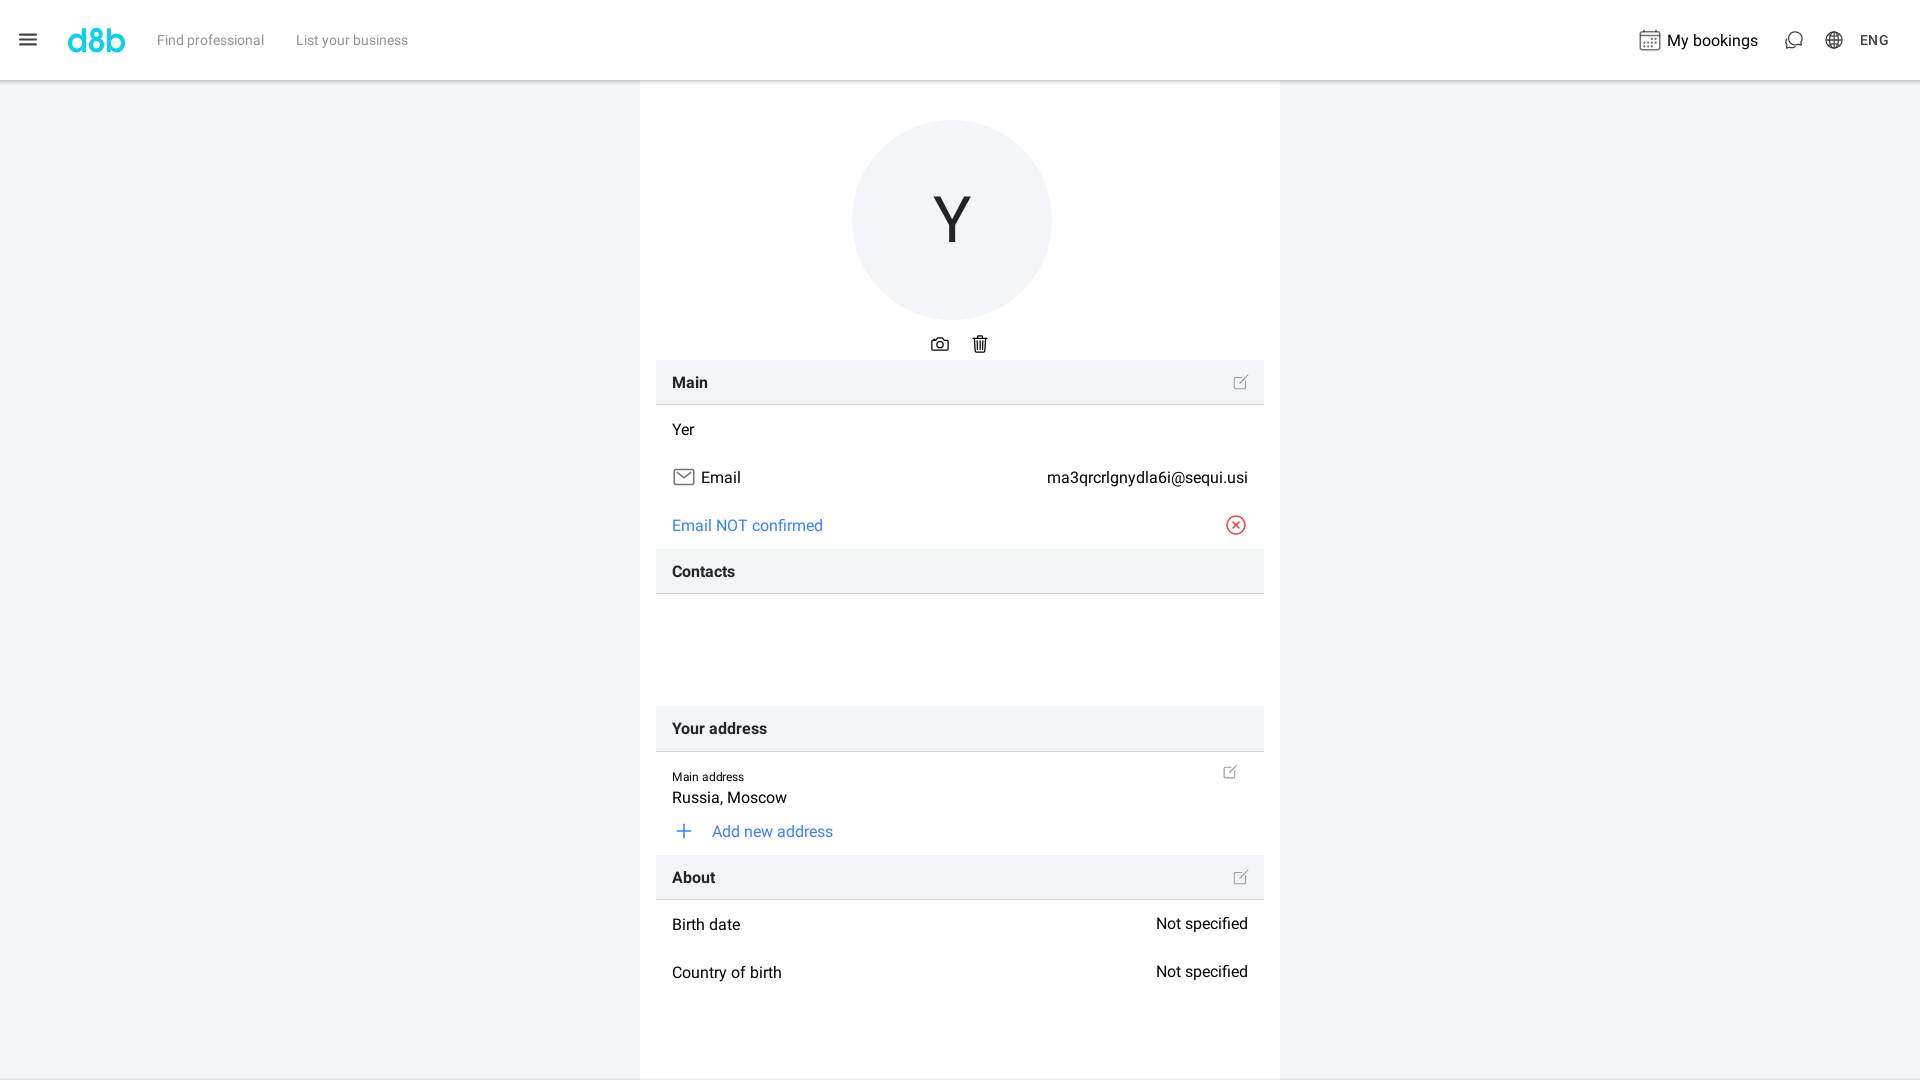 d8b
Find professional
List your business
My bookings
ENG
Y
Main
Yer
Email
ma3qrcrlgnydla6i@sequi.usi
Email NOT confirmed
Contacts
Your address
Main address
Russia, Moscow
Add new address
About
Birth date
Not specified
Country of birth
Not specified